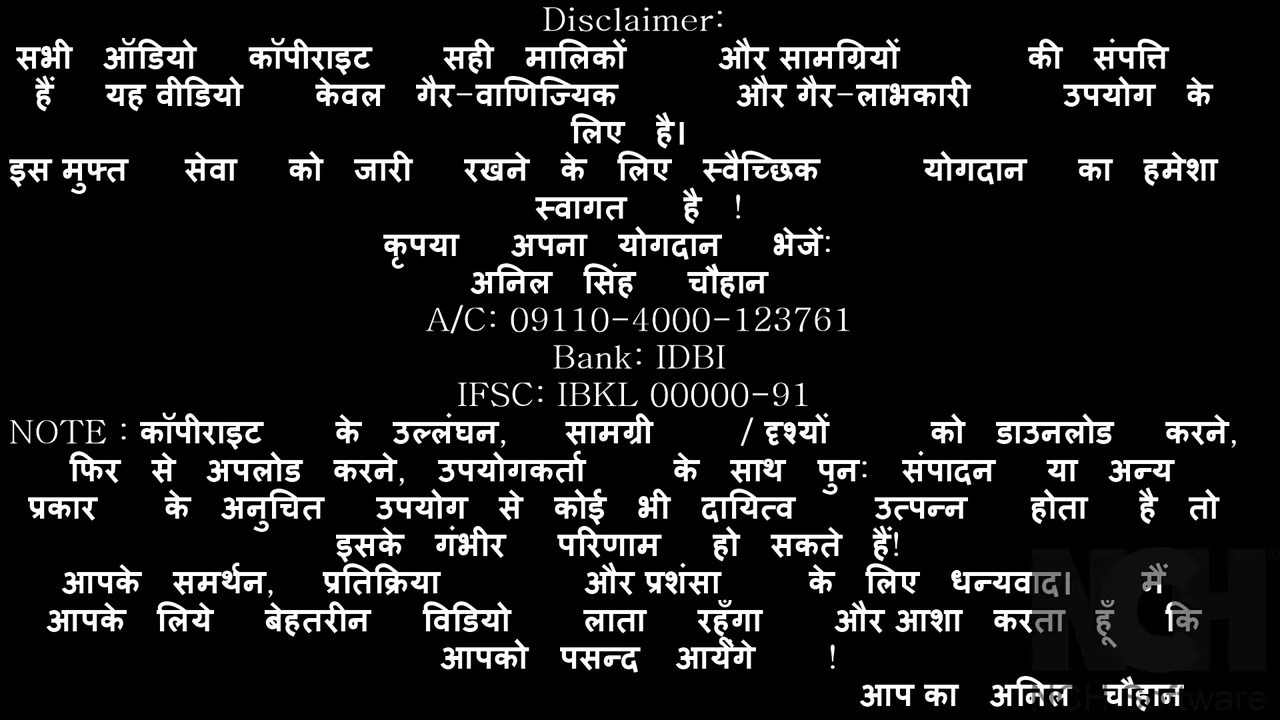 Disclaimer:
सभी ऑडियो कॉपीराइट सही मालिकों और सामग्रियों की संपत्ति
हैं यह वीडियो केवल गैर-वाणिज्यिक और गैर-लाभकारी उपयोग के
लिए है।
इस मुफ्त सेवा को जारी रखने के लिए स्वैच्छिक योगदान का हमेशा
स्वागत है !
कृपया अपना योगदान भेजें:
अनिल सिंह चौहान
A/C: 09110-4000-123761
Bank: IDBI
IFSC: IBKL 00000-91
NOTE : कॉपीराइट के उल्लंघन, सामग्री / दृश्यों को डाउनलोड करने,
फिर से अपलोड करने, उपयोगकर्ता के साथ पुन: संपादन या अन्य
प्रकार के अनुचित उपयोग से कोई भी दायित्व उत्पन्न होता है तो
इसके गंभीर परिणाम हो सकते हैं!
आपके समर्थन, प्रतिक्रिया और प्रशंसा के लिए धन्यवाद। मैं
आपके लिये बेहतरीन विडियो लाता रहूँगा और आशा करता हूँ कि
आपको पसन्द आयेंगे !
आप का अनिल चौहान
NCH
NCH Software